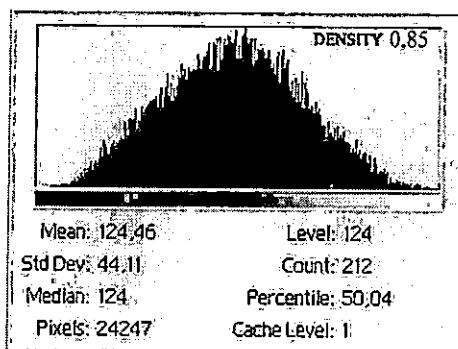 DENSITY 0,85
Mean: 124,46 Level: 124
Std Dev: 44,11 Count: 212
Median: 124 Percentile: 50,04
Pixels: 24247 Cache Level: 1